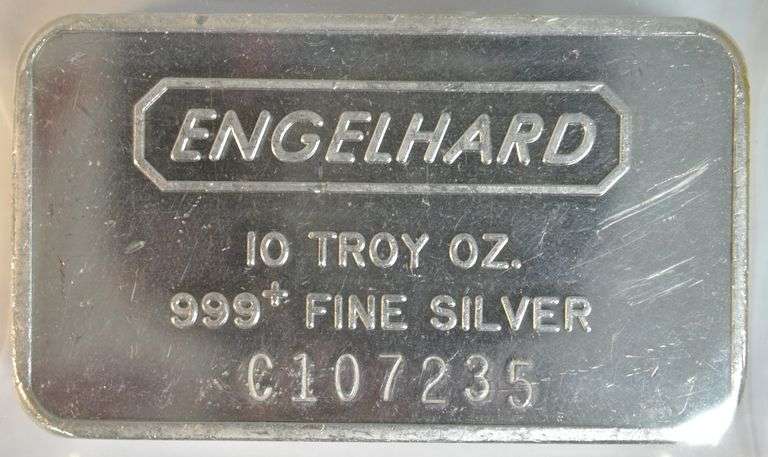 ENGELHARD
10 TROY OZ.
999+ FINE SILVER
C107235